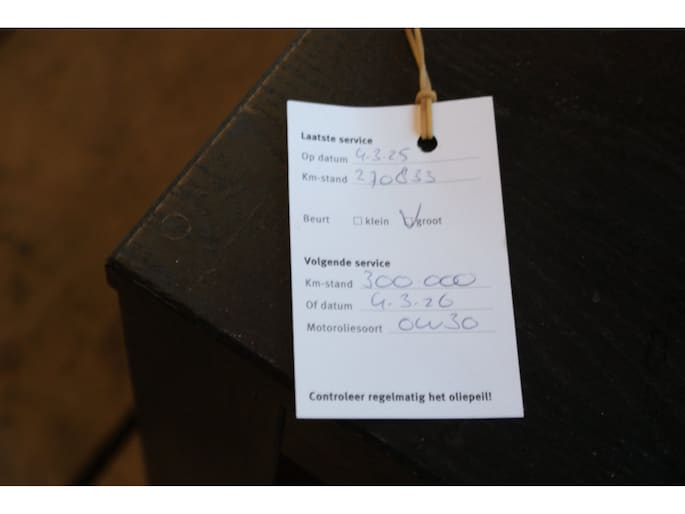 Laatste service
Op datum 4.3.25
Km-stand 270833
Beurt klein groot
Volgende service
Km-stand 300 000
Of datum 4.3.26
Motoroliesoort 0W30
Controleer regelmatig het oliepeil!